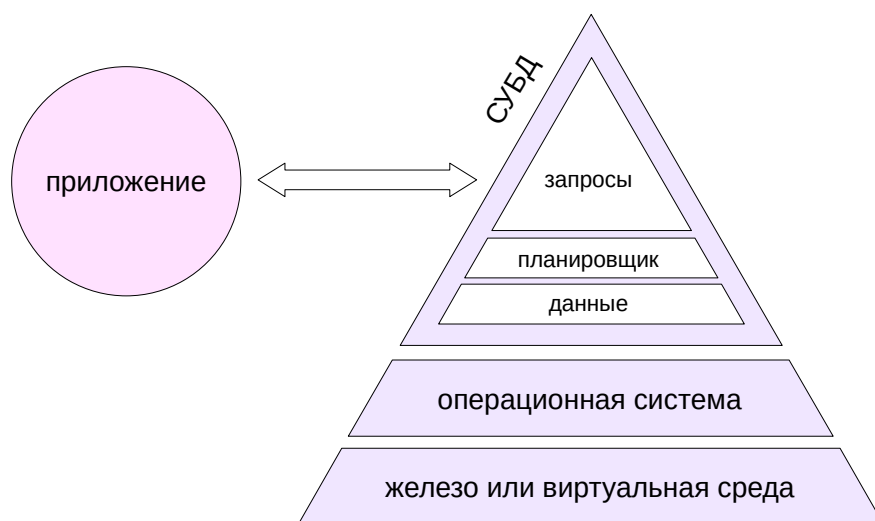 СУБД
приложение
запросы
планировщик
данные
операционная система
железо или виртуальная среда